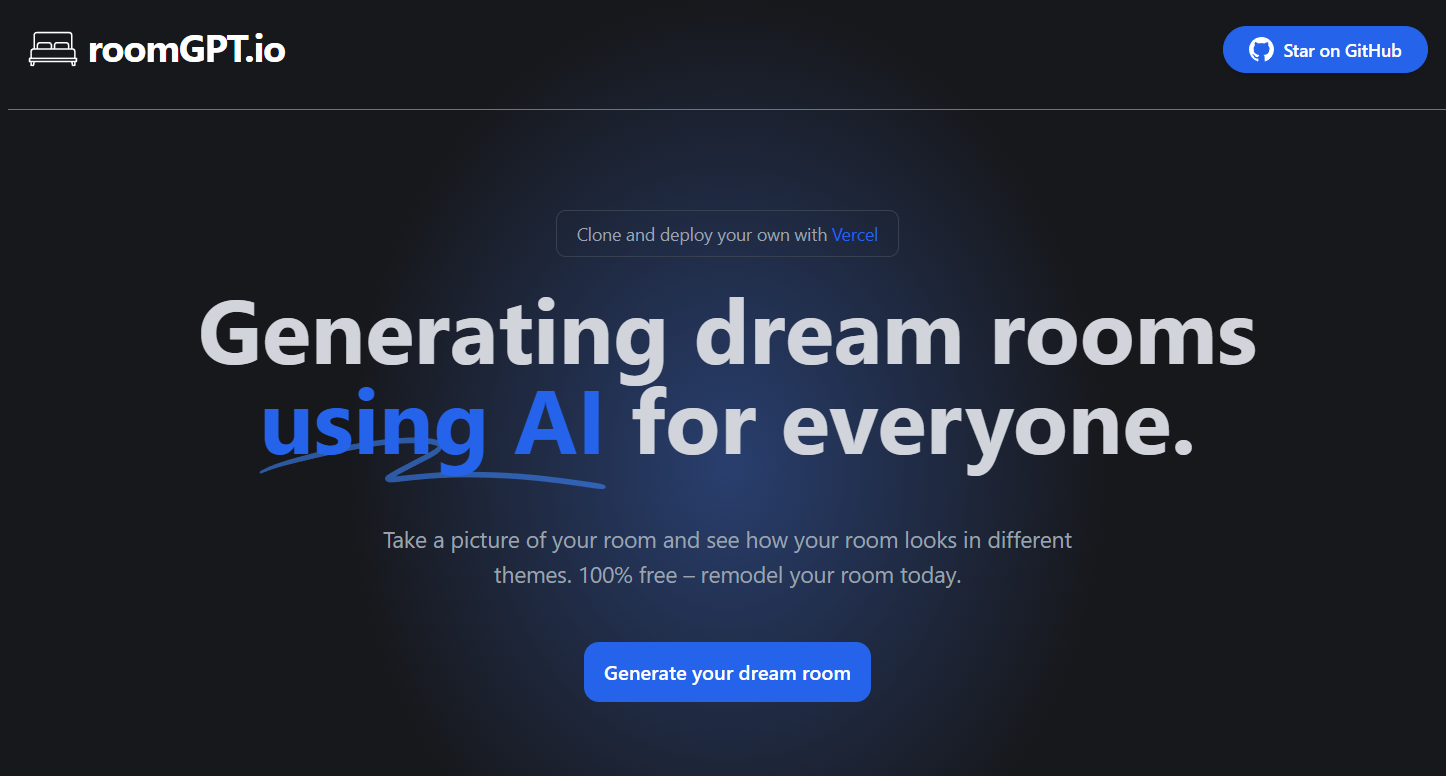 roomGPT.io
Star on GitHub
Clone and deploy your own with Vercel
Generating dream rooms
using AI for everyone.
Take a picture of your room and see how your room looks in different
themes. 100% free – remodel your room today.
Generate your dream room